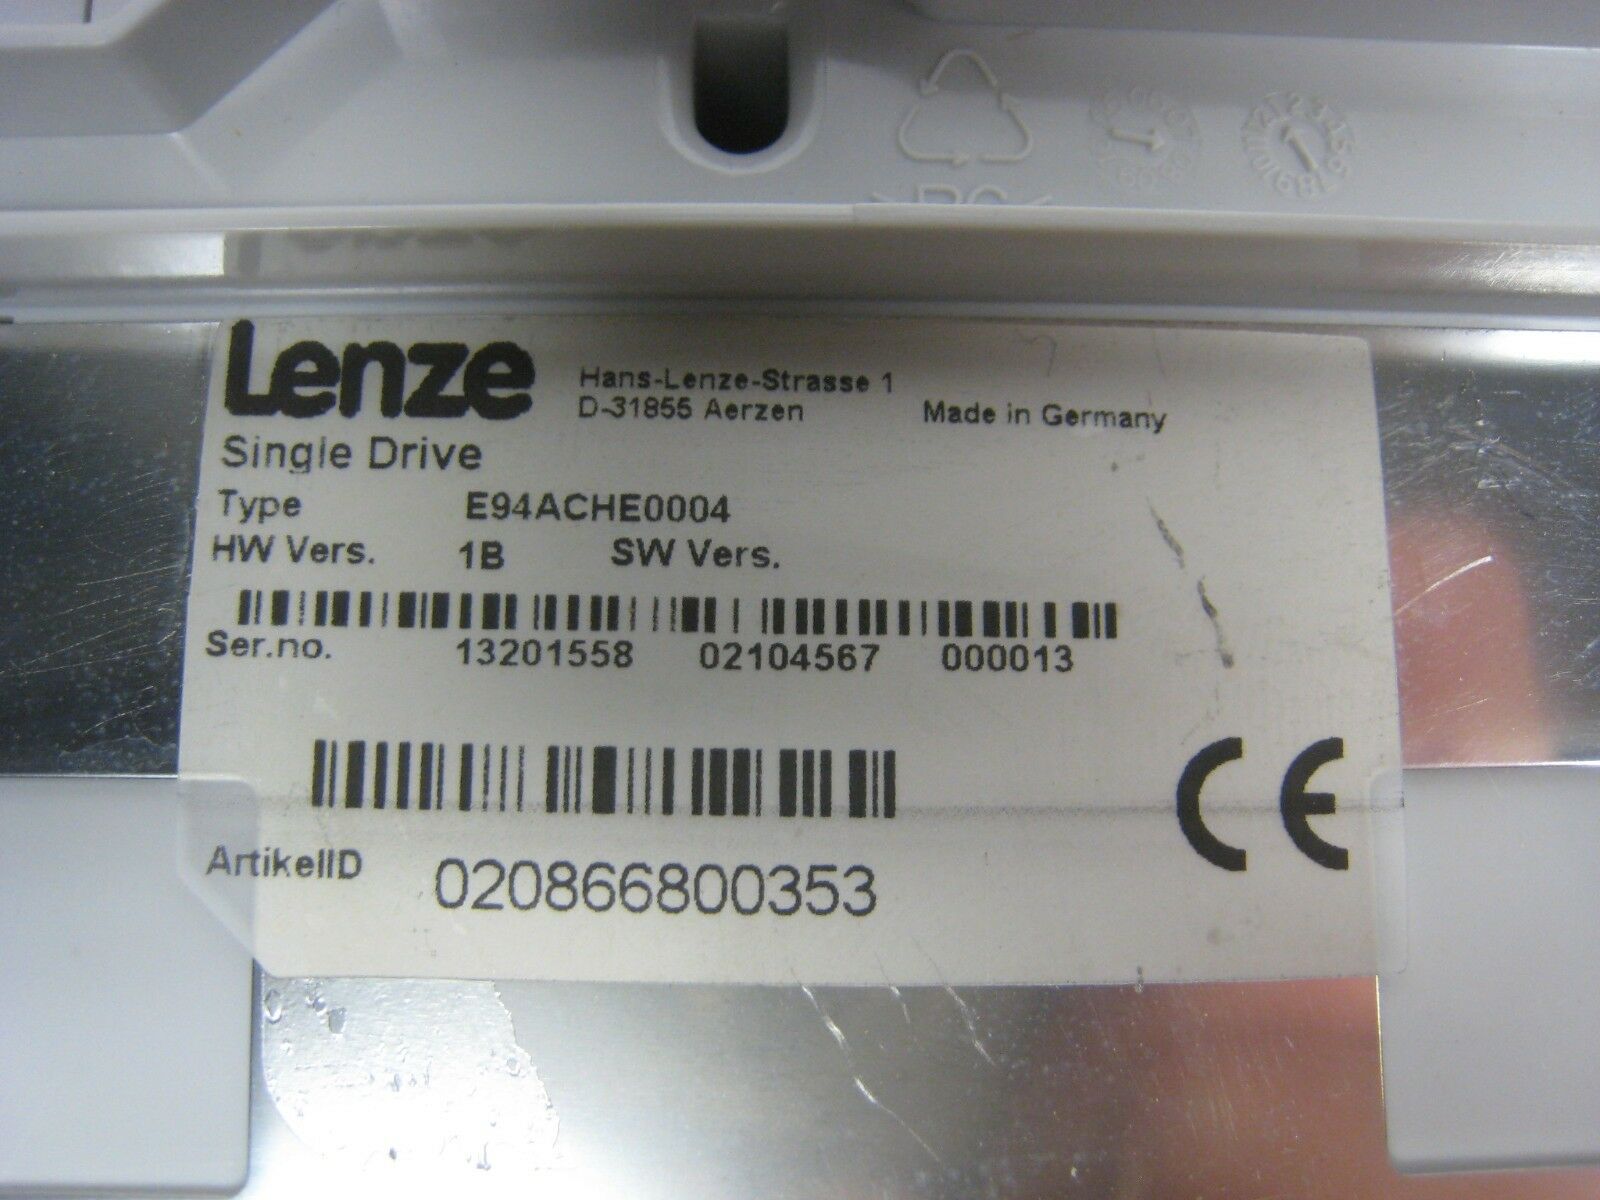 Lenze
Hans-Lenze-Strasse 1
D-31855 Aerzen
Made in Germany
Single Drive
Type E94ACHE0004
HW Vers. 1B SW Vers.
Ser.no. 13201558 02104567 000013
ArtikelID 020866800353
CE